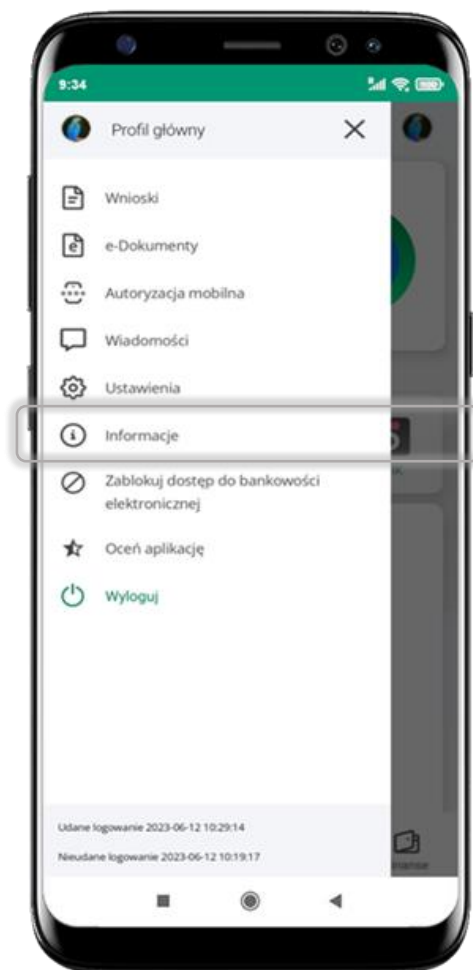 9:34
Profil główny
Wnioski
e-Dokumenty
Autoryzacja mobilna
Wiadomości
Ustawienia
Informacje
Zablokuj dostęp do bankowości
elektronicznej
Oceń aplikację
Wyloguj
Udane logowanie 2023-06-12 10:29:14
Nieudane logowanie 2023-06-12 10:19:17